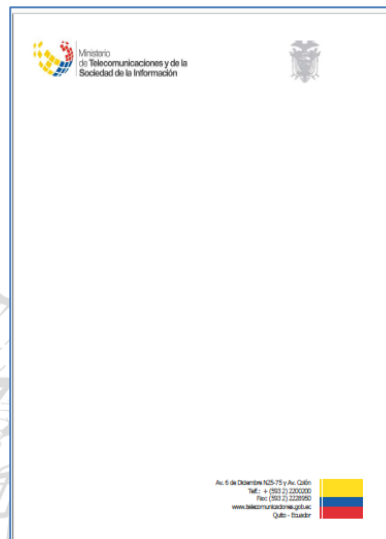 Ministerio
de Telecomunicaciones y de la
Sociedad de la Información
Av. 6 de Diciembre N25-75 y Av. Colón
Telf.: + (593 2) 2200200
Fax: (593 2) 2228950
www.telecomunicaciones.gob.ec
Quito - Ecuador